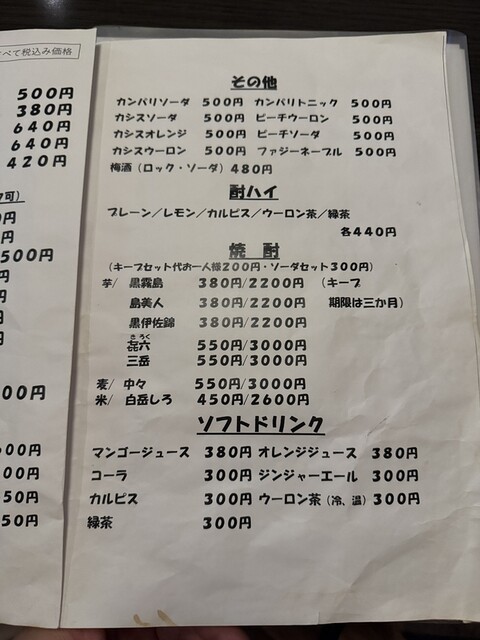 べて税込み価格
500円
380円
640円
640円
420円
可)
円
円
500円
円
円
円
円
00円
600円
00円
50円
50円
その他
カンパリソーダ 500円 カンパリトニック 500円
カシスソーダ 500円 ピーチウーロン 500円
カシスオレンジ 500円 ピーチソーダ 500円
カシスウーロン 500円 ファジーネーブル 500円
梅酒(ロック・ソーダ)480円
酎ハイ
プレーン/レモン/カルピス/ウーロン茶/緑茶
各440円
焼 酎
(キープセット代お一人様200円・ソーダセット300円)
芋/ 黒霧島 380円/2200円 (キープ
島美人 380円/2200円 期限は三か月)
黒伊佐錦 380円/2200円
きろく
㐂六 550円/3000円
三岳 550円/3300円
麦/ 中々 550円/3000円
米/ 白岳しろ 450円/2600円
ソフトドリンク
マンゴージュース 380円 オレンジジュース 380円
コーラ 300円 ジンジャーエール 300円
カルピス 300円 ウーロン茶(冷、温)300円
緑茶 300円